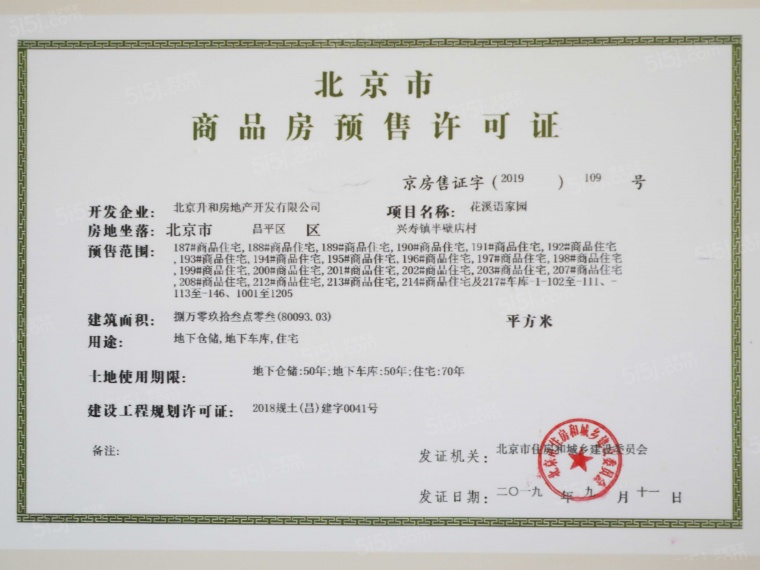 北京市
商品房预售许可证
京房售证字(2019 )109 号
开发企业: 北京升和房地产开发有限公司 项目名称: 花溪语家园
房地坐落: 北京市 昌平区 区 兴寿镇半壁店村
预售范围: 187#商品住宅,188#商品住宅,189#商品住宅,190#商品住宅,191#商品住宅,192#商品住宅
,193#商品住宅,194#商品住宅,195#商品住宅,196#商品住宅,197#商品住宅,198#商品住宅
,199#商品住宅,200#商品住宅,201#商品住宅,202#商品住宅,203#商品住宅,207#商品住宅
,208#商品住宅,212#商品住宅,213#商品住宅,214#商品住宅及217#车库-1-102至-111、-
113至-146、1001至1205
建筑面积: 捌万零玖拾叁点零叁(80093.03) 平方米
用途: 地下仓储,地下车库,住宅
土地使用期限: 地下仓储:50年;地下车库:50年;住宅:70年
建设工程规划许可证: 2018规土(昌)建字0041号
备注:
发证机关: 北京市住房和城乡建设委员会
北京市住房和城乡建设委员会
发证日期: 二〇一九 年 九 月 十一 日